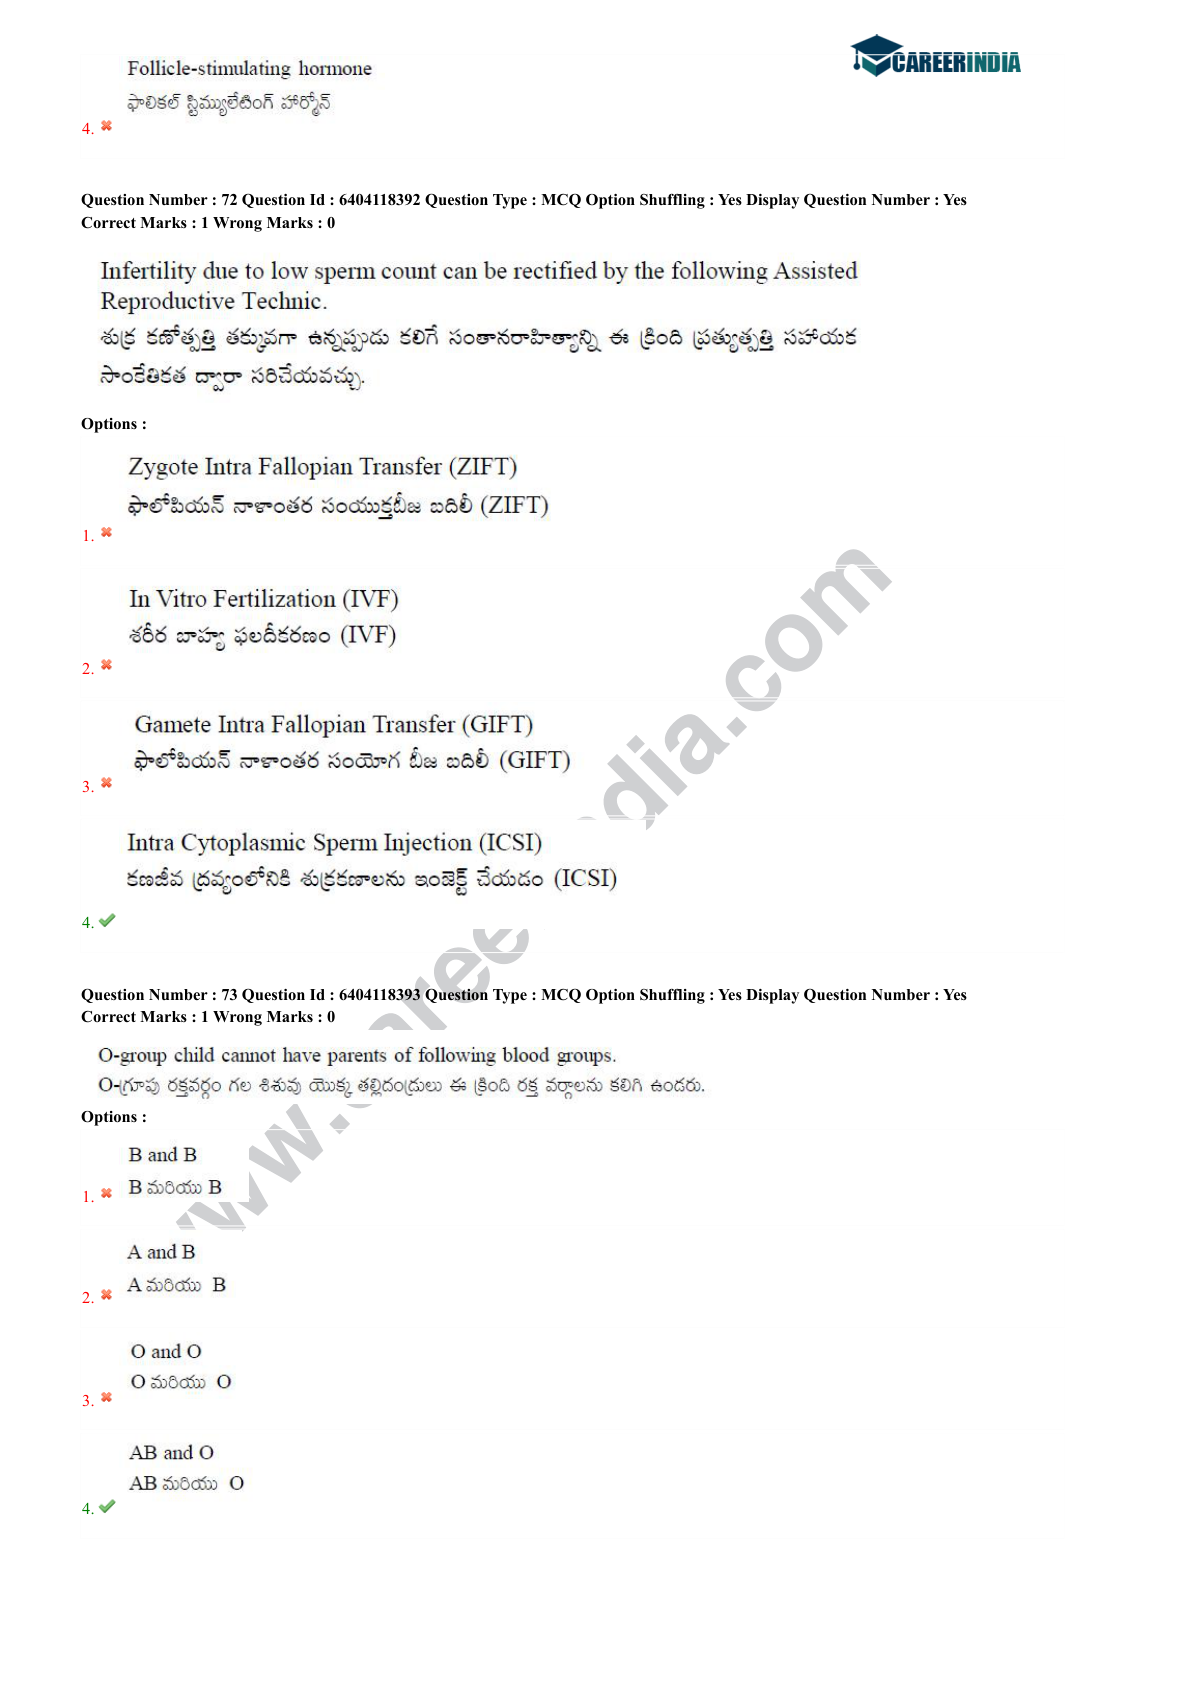 CAREERINDIA
Follicle-stimulating hormone
ఫాలికల్ స్టిమ్యులేటింగ్ హార్మోన్
4.
Question Number : 72 Question Id : 6404118392 Question Type : MCQ Option Shuffling : Yes Display Question Number : Yes
Correct Marks : 1 Wrong Marks : 0
Infertility due to low sperm count can be rectified by the following Assisted
Reproductive Technic.
శుక్ర కణోత్పత్తి తక్కువగా ఉన్నప్పుడు కలిగే సంతానరాహిత్యాన్ని ఈ క్రింది ప్రత్యుత్పత్తి సహాయక
సాంకేతికత ద్వారా సరిచేయవచ్చు.
Options :
Zygote Intra Fallopian Transfer (ZIFT)
ఫాలోపియన్ నాళాంతర సంయుక్తబీజ బదిలీ (ZIFT)
1.
In Vitro Fertilization (IVF)
శరీర బాహ్య ఫలదీకరణం (IVF)
2.
Gamete Intra Fallopian Transfer (GIFT)
ఫాలోపియన్ నాళాంతర సంయోగ బీజ బదిలీ (GIFT)
3.
Intra Cytoplasmic Sperm Injection (ICSI)
కణజీవ ద్రవ్యంలోనికి శుక్రకణాలను ఇంజెక్ట్ చేయడం (ICSI)
4.
Question Number : 73 Question Id : 6404118393 Question Type : MCQ Option Shuffling : Yes Display Question Number : Yes
Correct Marks : 1 Wrong Marks : 0
O-group child cannot have parents of following blood groups.
O-గ్రూపు రక్తవర్గం గల శిశువు యొక్క తల్లిదండ్రులు ఈ క్రింది రక్త వర్గాలను కలిగి ఉండరు.
Options :
B and B
B మరియు B
1.
A and B
A మరియు B
2.
O and O
O మరియు O
3.
AB and O
AB మరియు O
4.